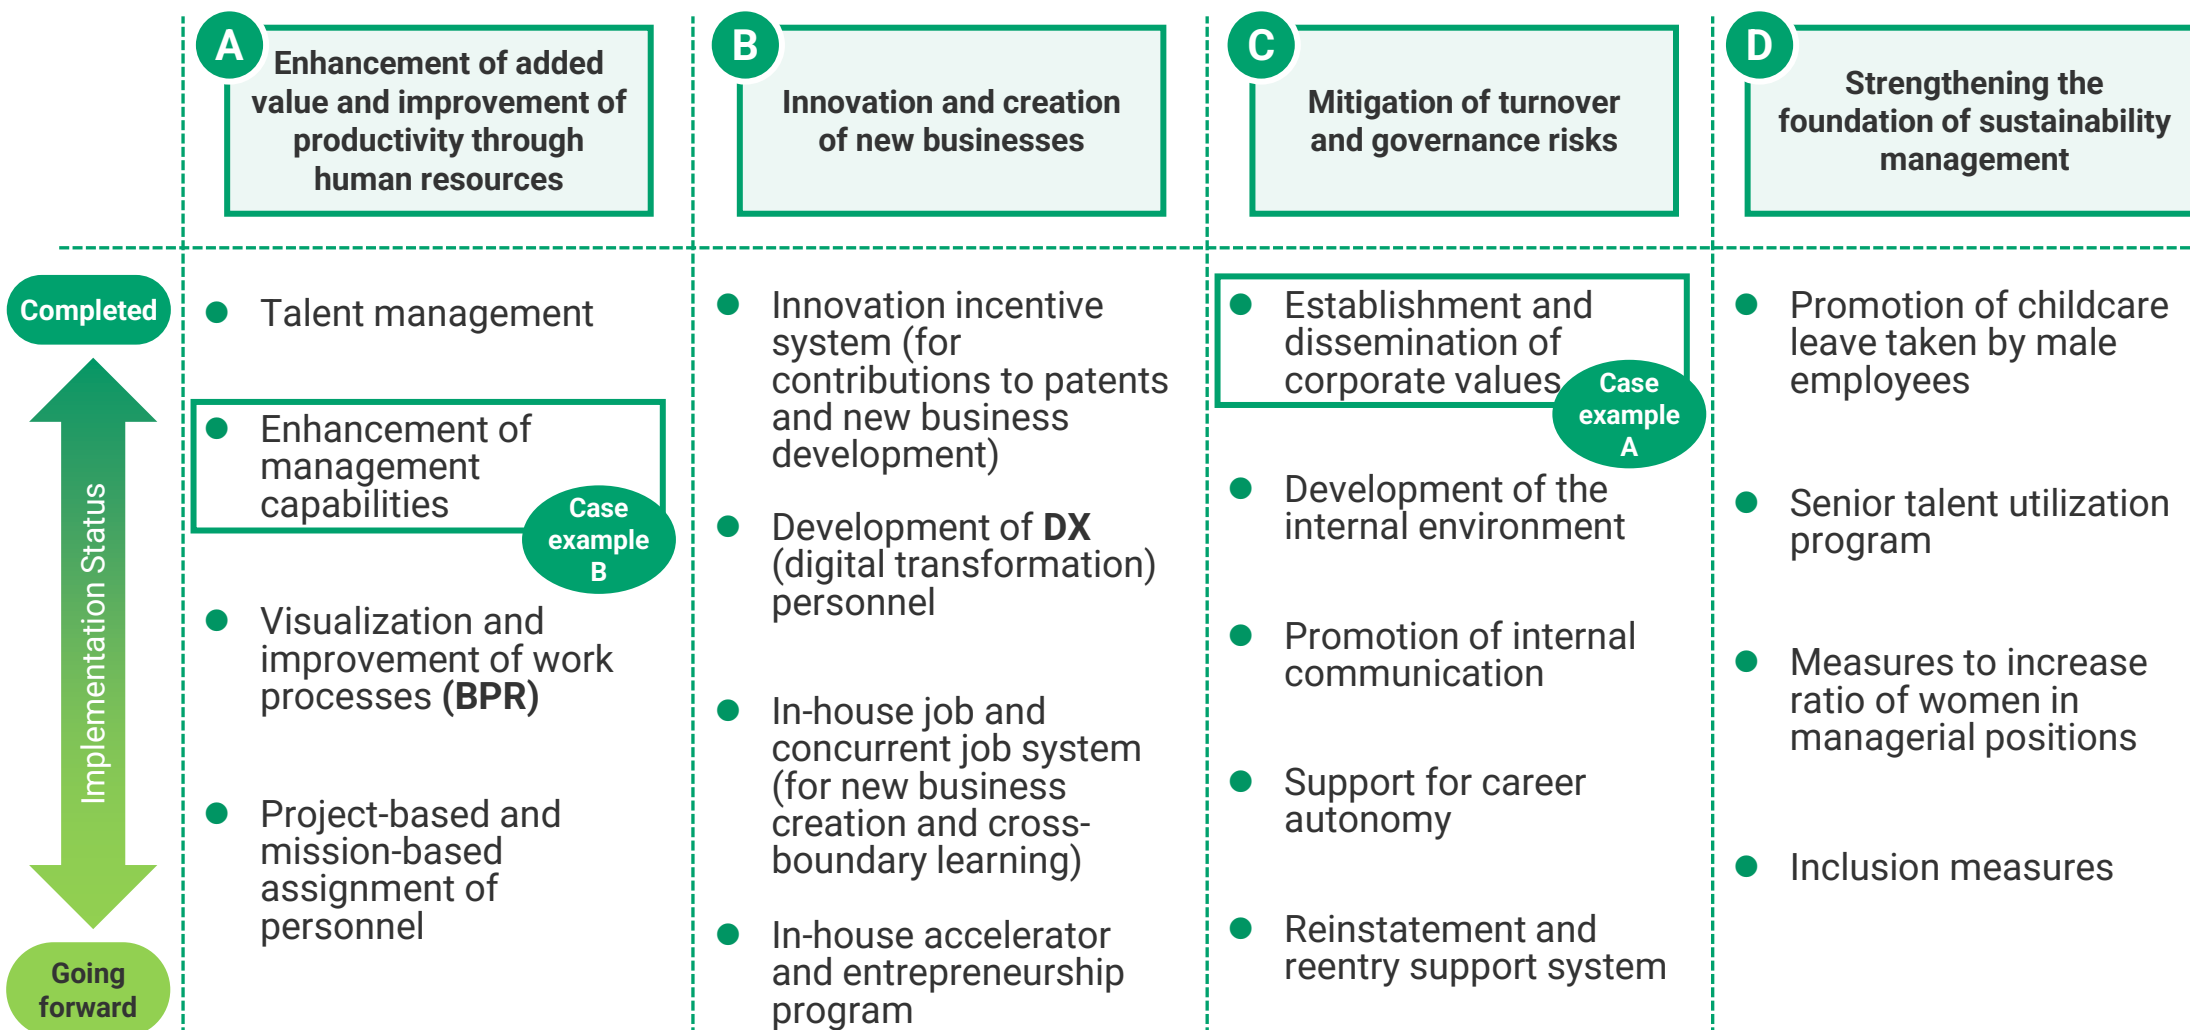 A
Enhancement of added
value and improvement of
productivity through
human resources
B
Innovation and creation
of new businesses
C
Mitigation of turnover
and governance risks
D
Strengthening the
foundation of sustainability
management
Completed
Implementation Status
Going
forward
● Talent management
● Enhancement of
management
capabilities
Case
example
B
● Visualization and
improvement of work
processes (BPR)
● Project-based and
mission-based
assignment of
personnel
● Innovation incentive
system (for
contributions to patents
and new business
development)
● Development of DX
(digital transformation)
personnel
● In-house job and
concurrent job system
(for new business
creation and cross-
boundary learning)
● In-house accelerator
and entrepreneurship
program
● Establishment and
dissemination of
corporate values
Case
example
A
● Development of the
internal environment
● Promotion of internal
communication
● Support for career
autonomy
● Reinstatement and
reentry support system
● Promotion of childcare
leave taken by male
employees
● Senior talent utilization
program
● Measures to increase
ratio of women in
managerial positions
● Inclusion measures